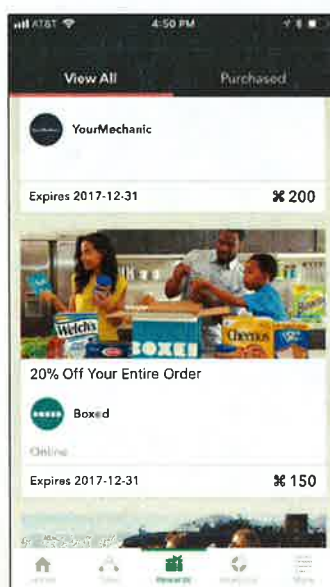 AT&T 4:50 PM
View All Purchased
YourMechanic
Expires 2017-12-31 ⌘ 200
Welch's
BOXED
Cheerios
20% Off Your Entire Order
Boxed
Online
Expires 2017-12-31 ⌘ 150
Rewards